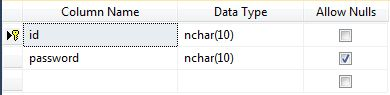 Column Name Data Type Allow Nulls
id nchar(10)
password nchar(10)